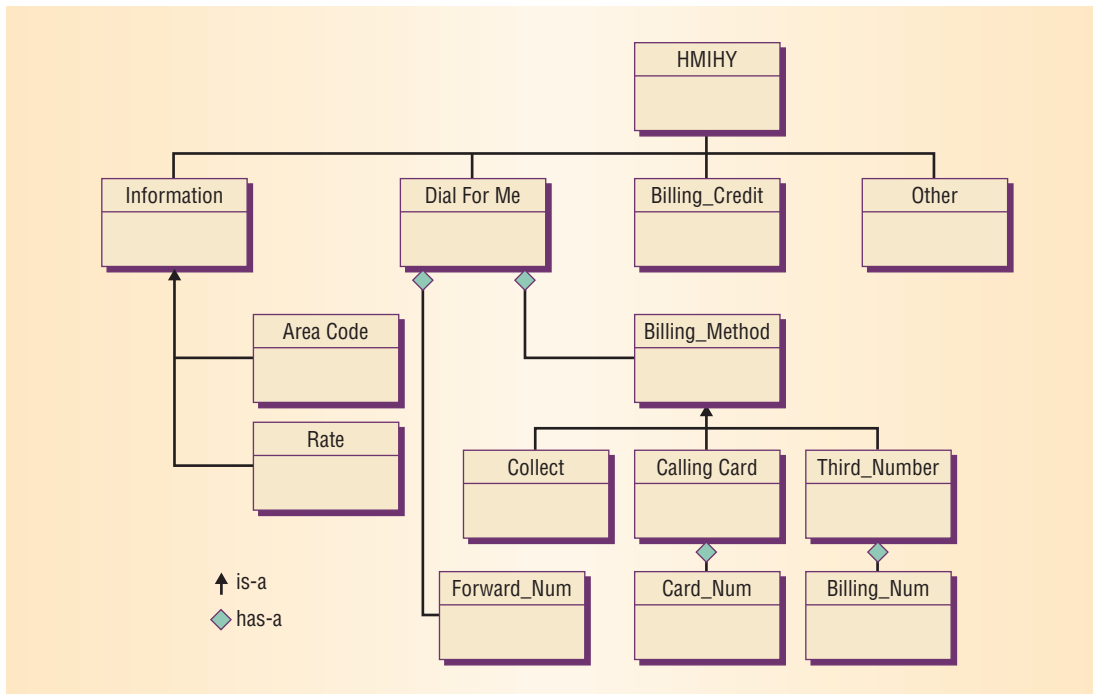 HMIHY
Information
Dial For Me
Billing_Credit
Other
Area Code
Billing_Method
Rate
Collect
Calling Card
Third_Number
is-a
has-a
Forward_Num
Card_Num
Billing_Num